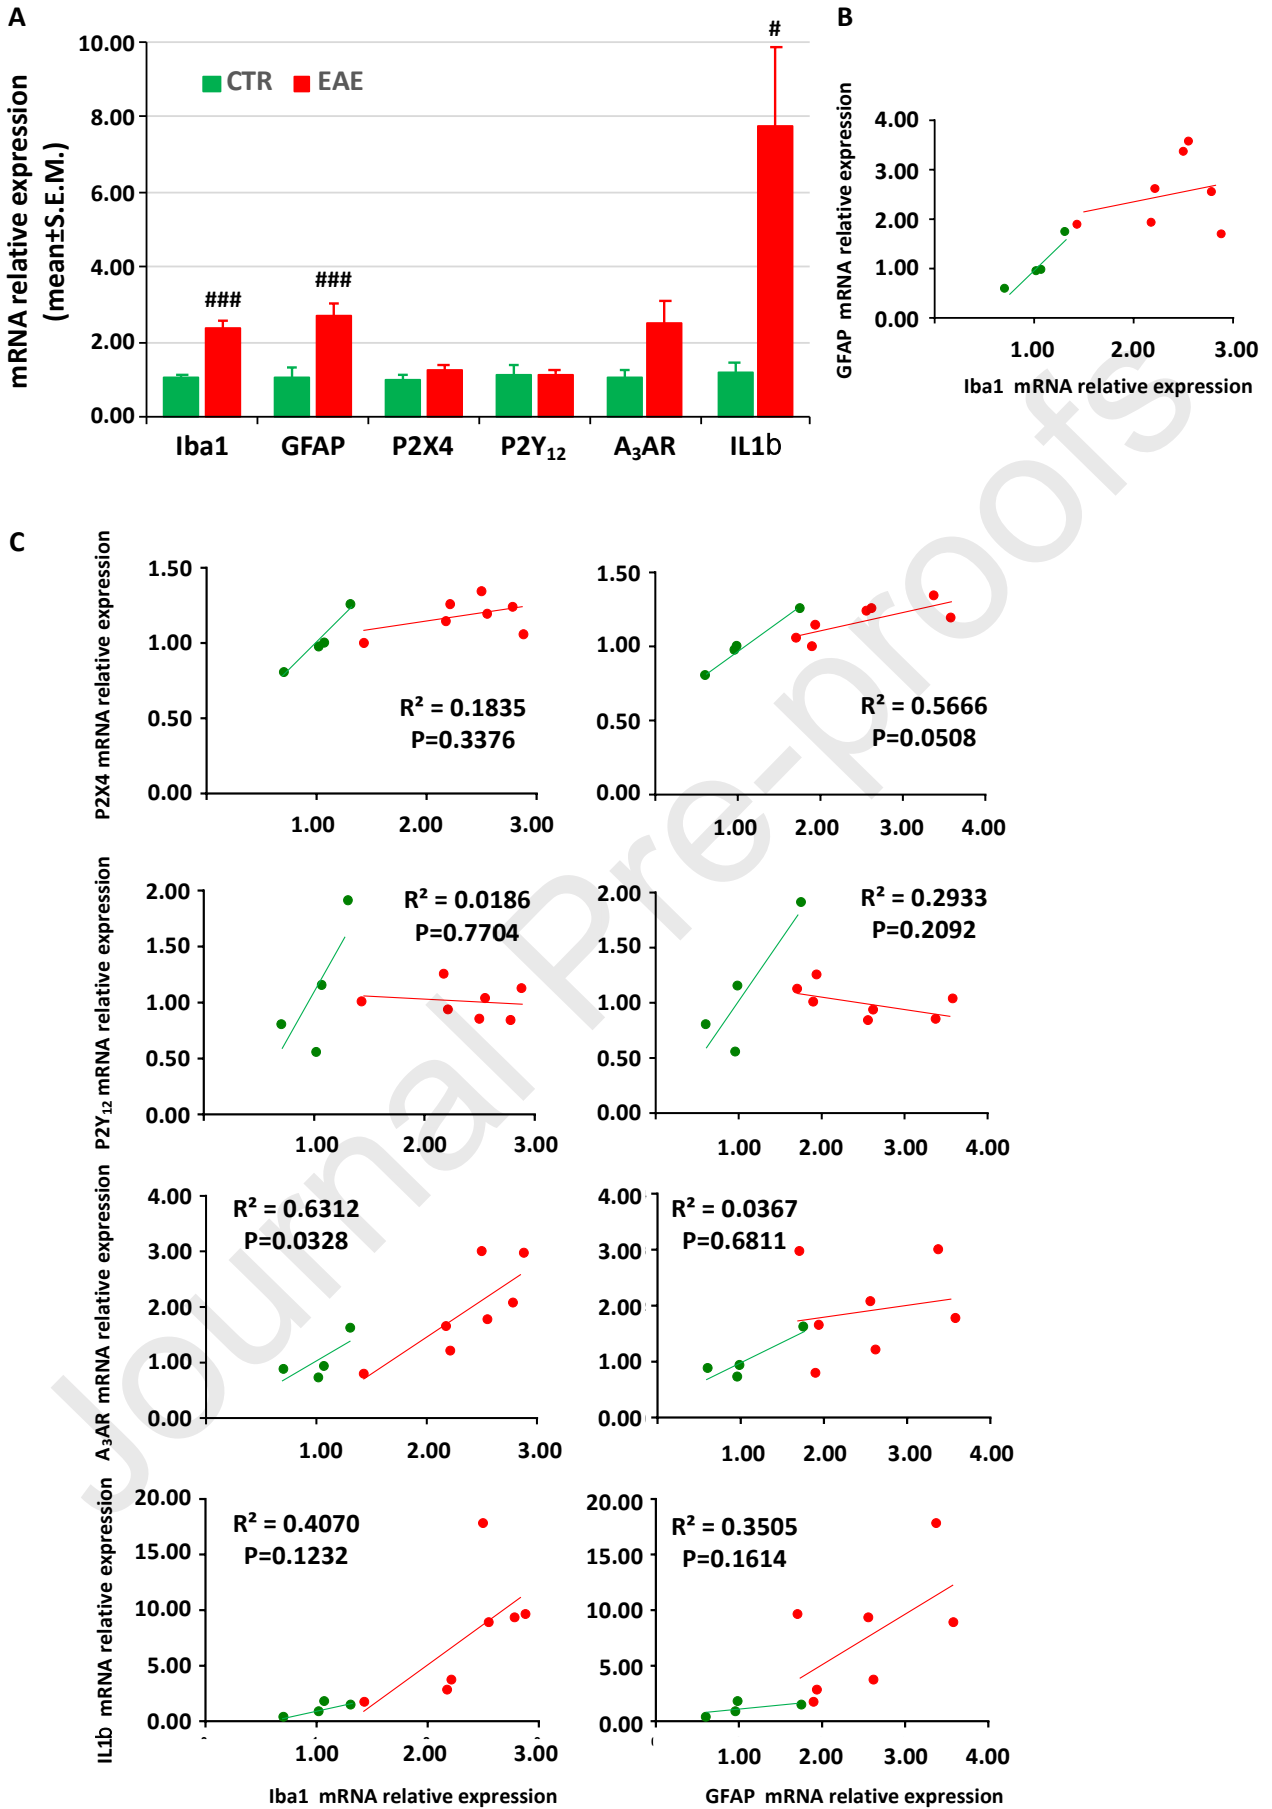 A
B
mRNA relative expression
(mean±S.E.M.)
10.00
8.00
6.00
4.00
2.00
0.00
CTR EAE
###
###
#
Iba1 GFAP P2X4 P2Y₁₂ A₃AR IL1b
GFAP mRNA relative expression
4.00
3.00
2.00
1.00
0.00
1.00 2.00 3.00
Iba1 mRNA relative expression
C
P2X4 mRNA relative expression
1.50
1.00
0.50
0.00
R² = 0.1835
P=0.3376
1.00 2.00 3.00
1.50
1.00
0.50
0.00
R² = 0.5666
P=0.0508
1.00 2.00 3.00 4.00
P2Y₁₂ mRNA relative expression
2.00
1.50
1.00
0.50
0.00
R² = 0.0186
P=0.7704
1.00 2.00 3.00
2.00
1.50
1.00
0.50
0.00
R² = 0.2933
P=0.2092
1.00 2.00 3.00 4.00
A₃AR mRNA relative expression
4.00
3.00
2.00
1.00
0.00
R² = 0.6312
P=0.0328
1.00 2.00 3.00
4.00
3.00
2.00
1.00
0.00
R² = 0.0367
P=0.6811
1.00 2.00 3.00 4.00
IL1b mRNA relative expression
20.00
15.00
10.00
5.00
0.00
R² = 0.4070
P=0.1232
1.00 2.00 3.00
Iba1 mRNA relative expression
20.00
15.00
10.00
5.00
0.00
R² = 0.3505
P=0.1614
1.00 2.00 3.00 4.00
GFAP mRNA relative expression
Journal Pre-proofs